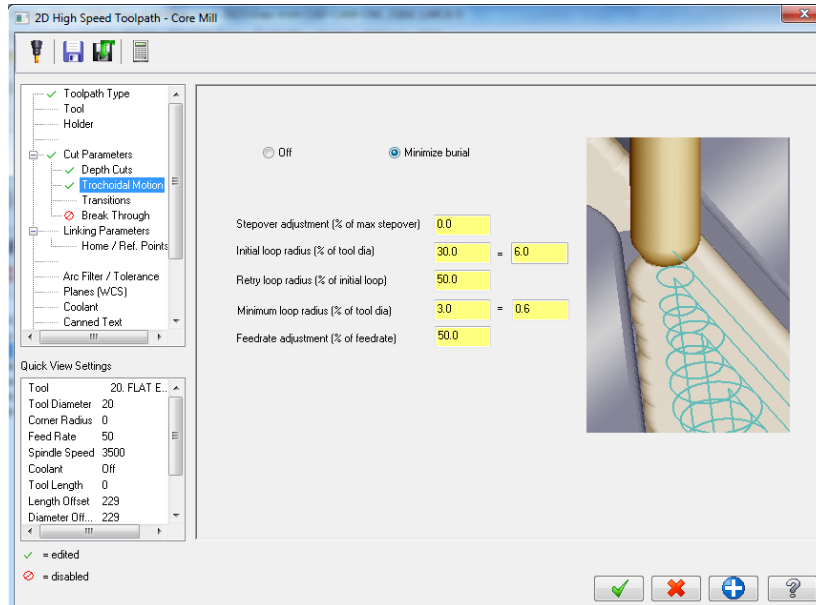 2D High Speed Toolpath - Core Mill
Toolpath Type
Tool
Holder
Cut Parameters
Depth Cuts
Trochoidal Motion
Transitions
Break Through
Linking Parameters
Home / Ref. Points
Arc Filter / Tolerance
Planes (WCS)
Coolant
Canned Text
Quick View Settings
Tool 20. FLAT E..
Tool Diameter 20
Corner Radius 0
Feed Rate 50
Spindle Speed 3500
Coolant Off
Tool Length 0
Length Offset 229
Diameter Off... 229
= edited
= disabled
Off Minimize burial
Stepover adjustment (% of max stepover) 0.0
Initial loop radius (% of tool dia) 30.0 = 6.0
Retry loop radius (% of initial loop) 50.0
Minimum loop radius (% of tool dia) 3.0 = 0.6
Feedrate adjustment (% of feedrate) 50.0